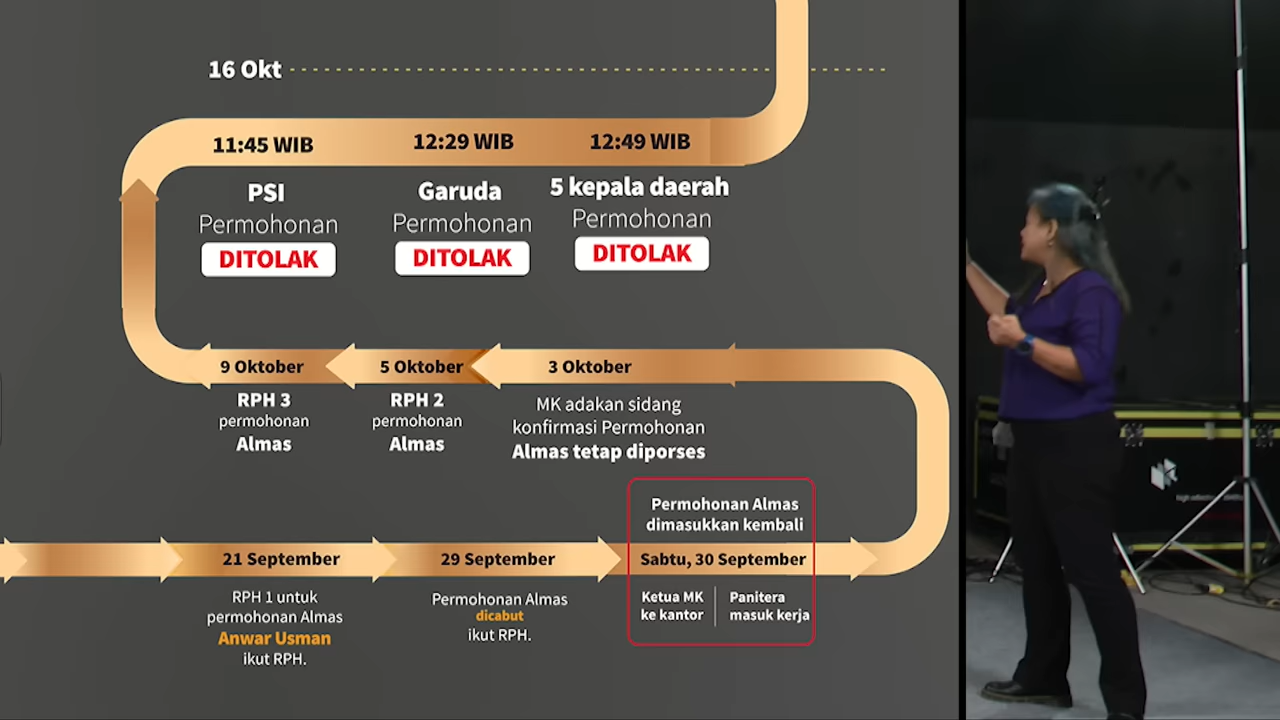 16 Okt
11:45 WIB
12:29 WIB
12:49 WIB
PSI
Permohonan
DITOLAK
Garuda
Permohonan
DITOLAK
5 kepala daerah
Permohonan
DITOLAK
9 Oktober
5 Oktober
3 Oktober
RPH 3
permohonan
Almas
RPH 2
permohonan
Almas
MK adakan sidang
konfirmasi Permohonan
Almas tetap diporses
21 September
RPH 1 untuk
permohonan Almas
Anwar Usman
ikut RPH.
29 September
Permohonan Almas
dicabut
ikut RPH.
Permohonan Almas
dimasukkan kembali
Sabtu, 30 September
Ketua MK
ke kantor
Panitera
masuk kerja